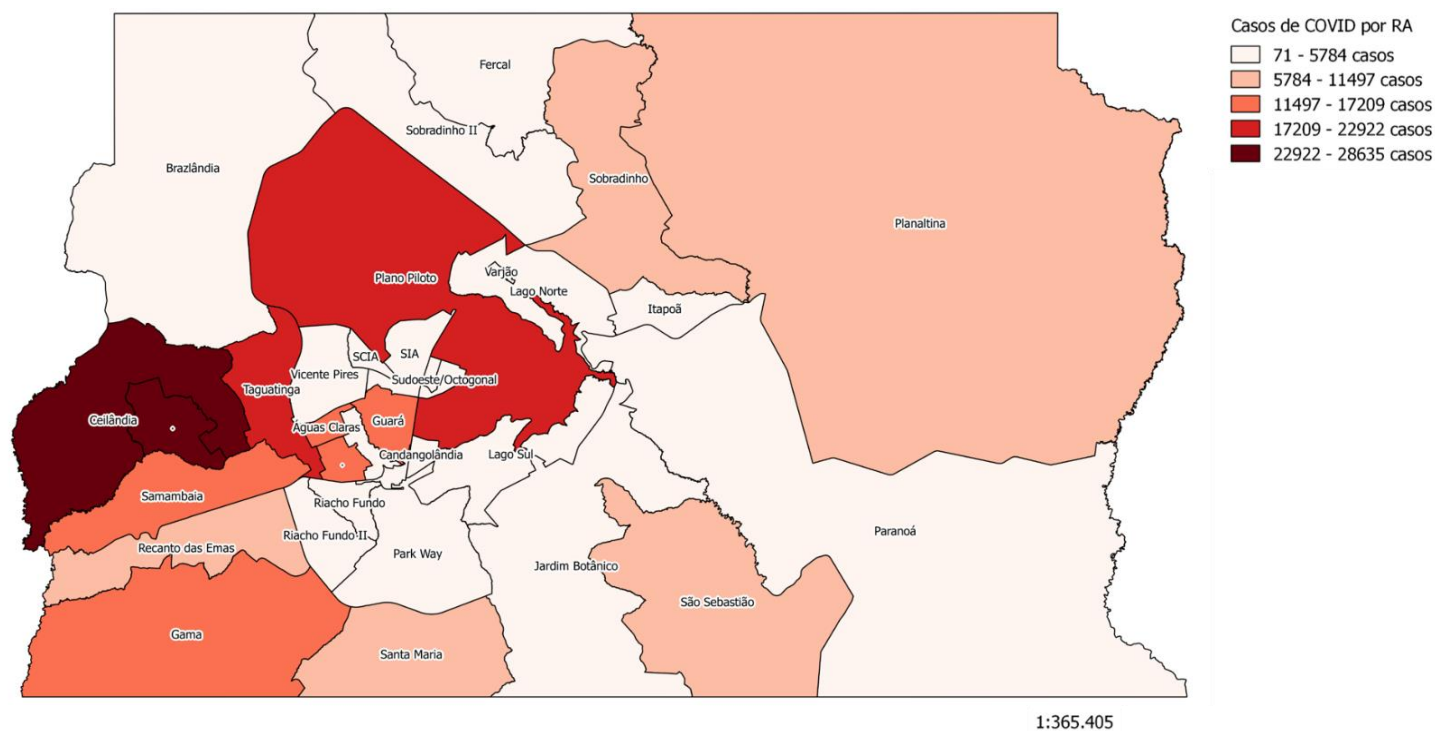 Casos de COVID por RA
71 - 5784 casos
5784 - 11497 casos
11497 - 17209 casos
17209 - 22922 casos
22922 - 28635 casos
Fercal
Sobradinho II
Brazlândia
Sobradinho
Planaltina
Plano Piloto
Varjão
Lago Norte
Itapoã
SCIA
SIA
Vicente Pires
Sudoeste/Octogonal
Taguatinga
Ceilândia
Águas Claras
Guará
Candangolândia
Lago Sul
Samambaia
Riacho Fundo
Riacho Fundo II
Paranoá
Recanto das Emas
Park Way
Jardim Botânico
São Sebastião
Gama
Santa Maria
1:365.405